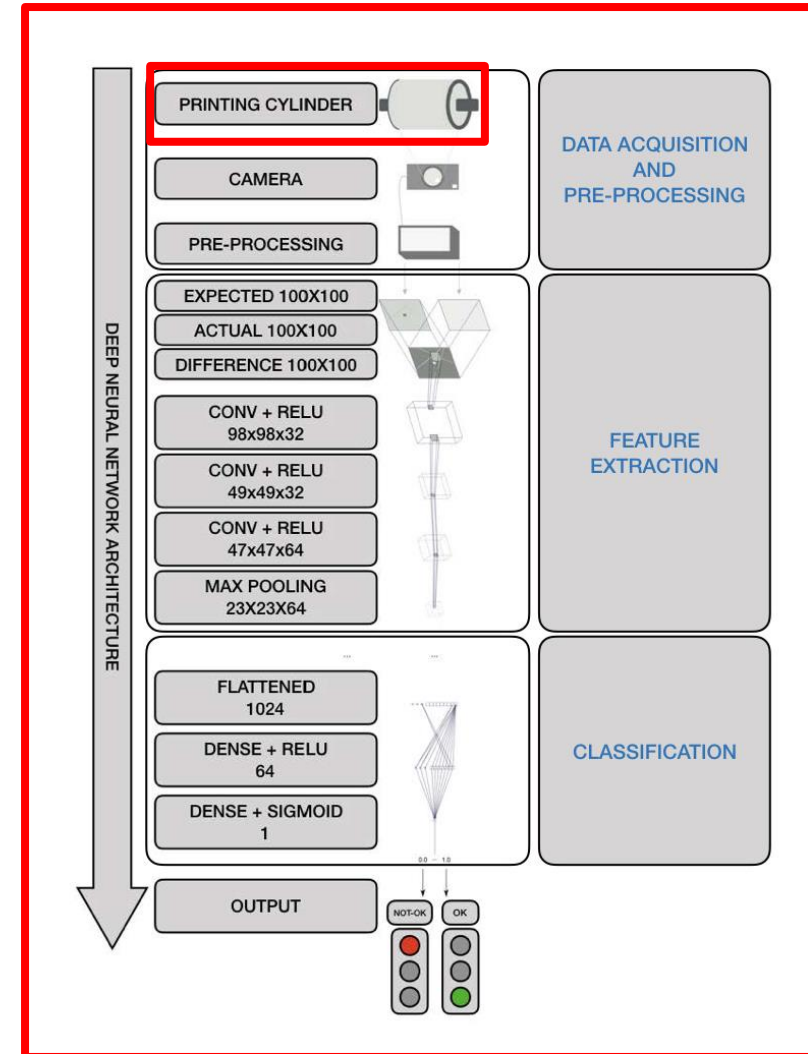 PRINTING CYLINDER
CAMERA
PRE-PROCESSING
DATA ACQUISITION
AND
PRE-PROCESSING
DEEP NEURAL NETWORK ARCHITECTURE
EXPECTED 100X100
ACTUAL 100X100
DIFFERENCE 100X100
CONV + RELU
98x98x32
CONV + RELU
49x49x32
CONV + RELU
47x47x64
MAX POOLING
23X23X64
FEATURE
EXTRACTION
... ...
FLATTENED
1024
DENSE + RELU
64
DENSE + SIGMOID
1
CLASSIFICATION
0.0 – 1.0
OUTPUT
NOT-OK OK